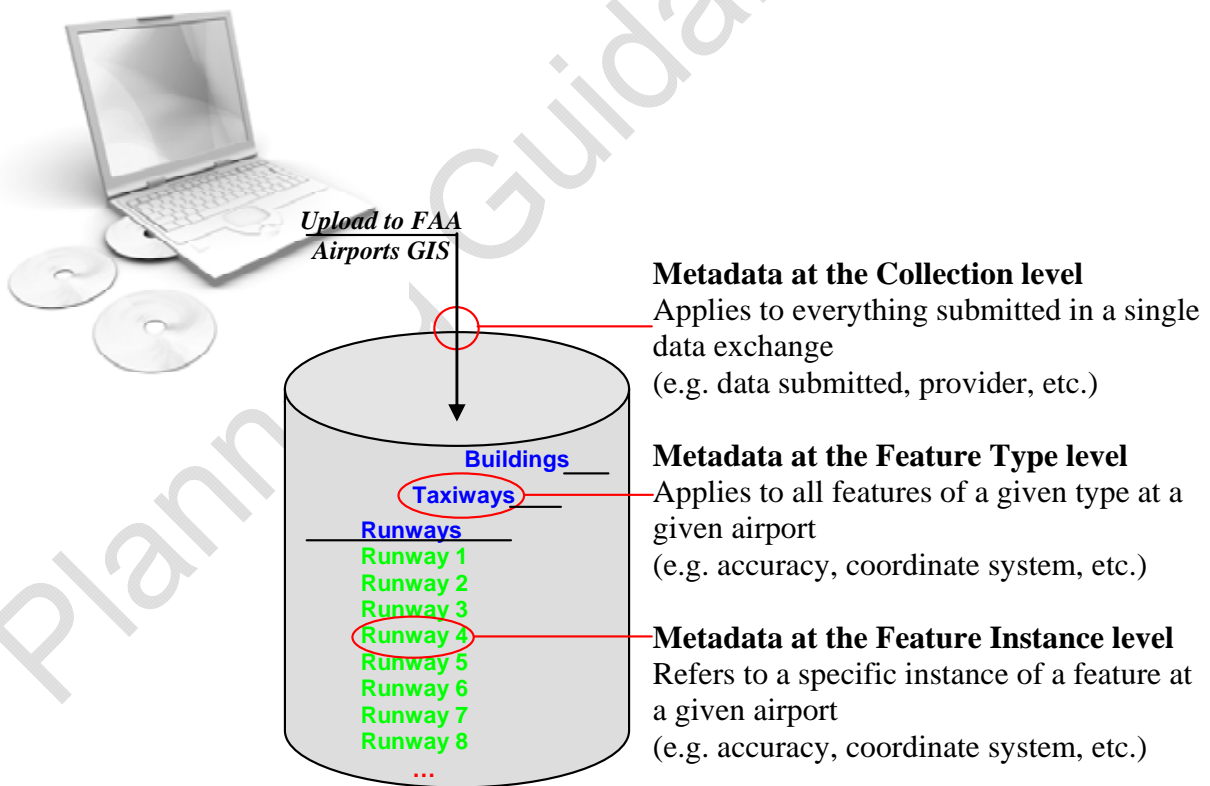 Upload to FAA
Airports GIS
Metadata at the Collection level
Applies to everything submitted in a single
data exchange
(e.g. data submitted, provider, etc.)
Buildings
Taxiways
Runways
Runway 1
Runway 2
Runway 3
Runway 4
Runway 5
Runway 6
Runway 7
Runway 8
...
Metadata at the Feature Type level
Applies to all features of a given type at a
given airport
(e.g. accuracy, coordinate system, etc.)
Metadata at the Feature Instance level
Refers to a specific instance of a feature at
a given airport
(e.g. accuracy, coordinate system, etc.)